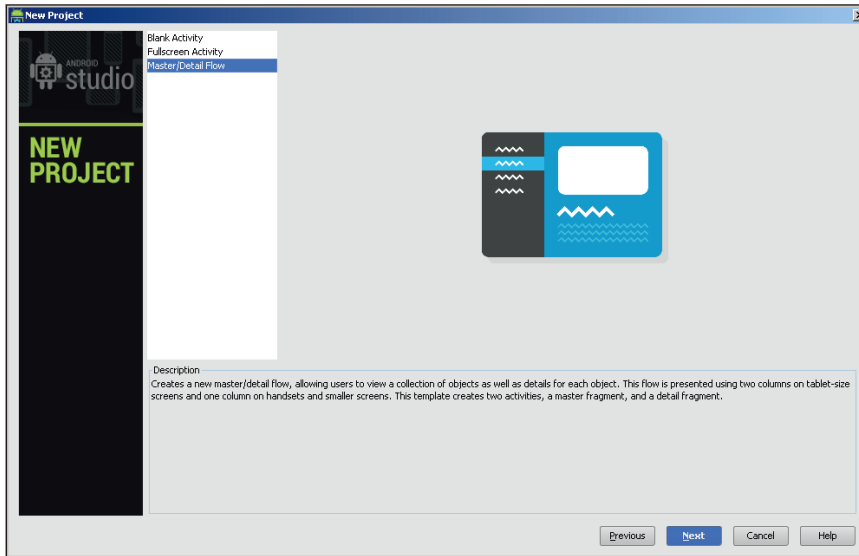 New Project
ANDROID
studio
NEW
PROJECT
Blank Activity
Fullscreen Activity
Master/Detail Flow
Description
Creates a new master/detail flow, allowing users to view a collection of objects as well as details for each object. This flow is presented using two columns on tablet-size
screens and one column on handsets and smaller screens. This template creates two activities, a master fragment, and a detail fragment.
Previous
Next
Cancel
Help